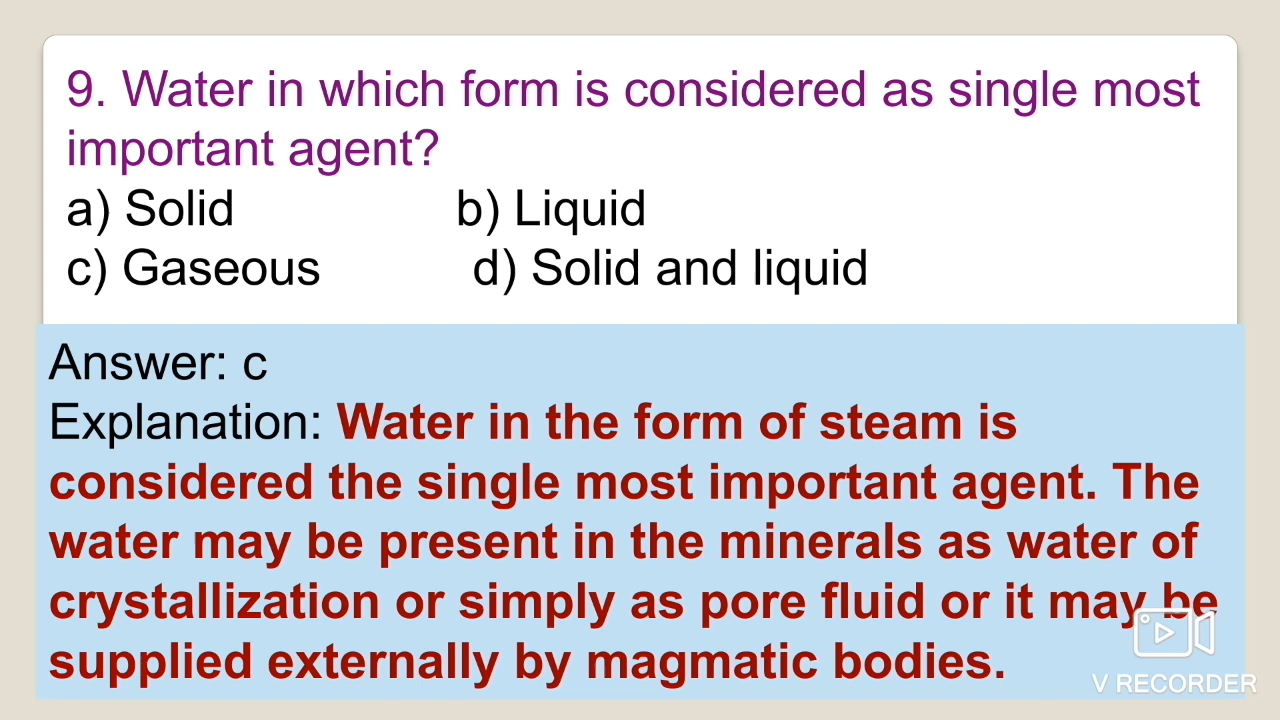 9. Water in which form is considered as single most
important agent?
a) Solid b) Liquid
c) Gaseous d) Solid and liquid
Answer: c
Explanation: Water in the form of steam is
considered the single most important agent. The
water may be present in the minerals as water of
crystallization or simply as pore fluid or it may be
supplied externally by magmatic bodies.
V RECORDER